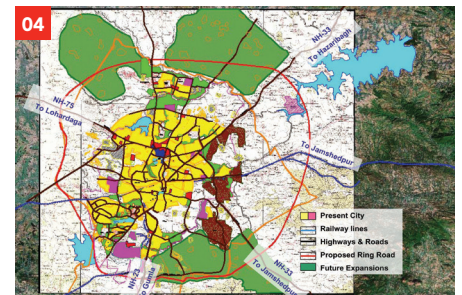 04
NH-33
To Hazaribagh
NH-75
To Lohardaga
To Jamshedpur
Present City
Railway lines
Highways & Roads
Proposed Ring Road
Future Expansions
NH-23
To Gumla
NH-33
To Jamshedpur